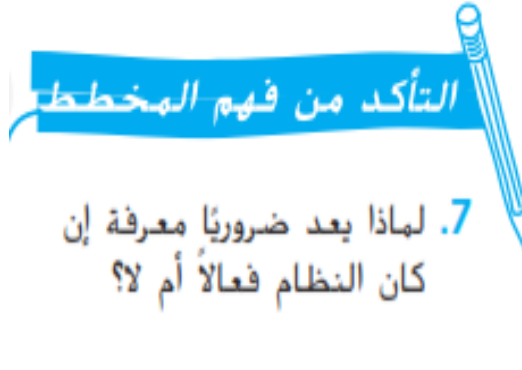 التأكد من فهم المخطط
7. لماذا يعد ضروريًا معرفة إن
كان النظام فعالاً أم لا؟